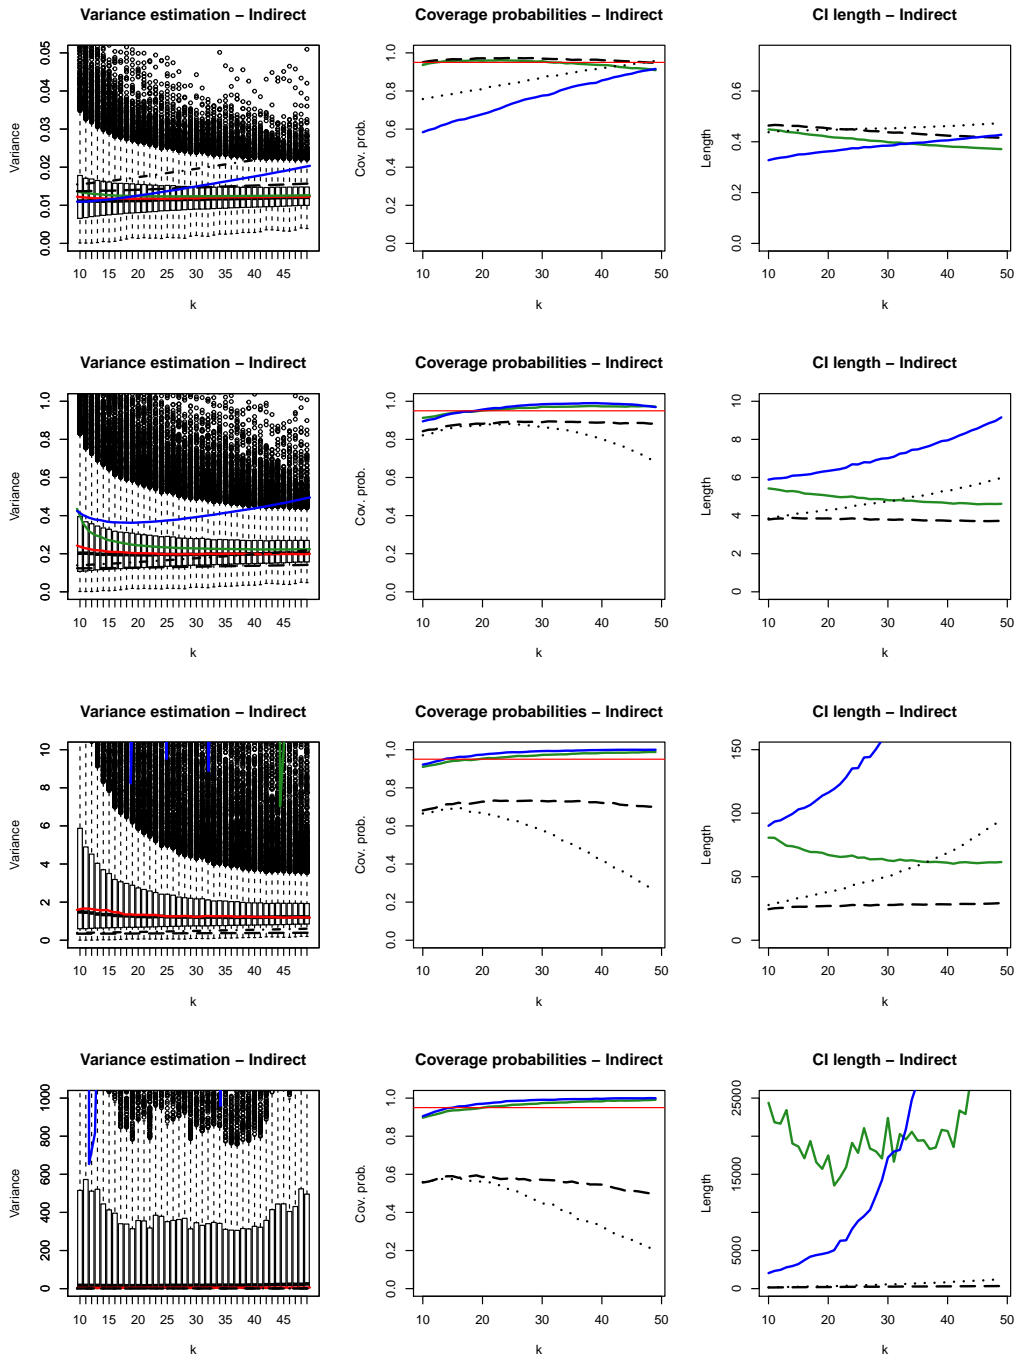 Variance estimation – Indirect
Coverage probabilities – Indirect
CI length – Indirect
Variance
0.00 0.01 0.02 0.03 0.04 0.05
10 15 20 25 30 35 40 45
k
Cov. prob.
0.0 0.2 0.4 0.6 0.8 1.0
10 20 30 40 50
k
Length
0.0 0.2 0.4 0.6
10 20 30 40 50
k
Variance estimation – Indirect
Coverage probabilities – Indirect
CI length – Indirect
Variance
0.0 0.2 0.4 0.6 0.8 1.0
10 15 20 25 30 35 40 45
k
Cov. prob.
0.0 0.2 0.4 0.6 0.8 1.0
10 20 30 40 50
k
Length
0 2 4 6 8 10
10 20 30 40 50
k
Variance estimation – Indirect
Coverage probabilities – Indirect
CI length – Indirect
Variance
0 2 4 6 8 10
10 15 20 25 30 35 40 45
k
Cov. prob.
0.0 0.2 0.4 0.6 0.8 1.0
10 20 30 40 50
k
Length
0 50 100 150
10 20 30 40 50
k
Variance estimation – Indirect
Coverage probabilities – Indirect
CI length – Indirect
Variance
0 200 400 600 800 1000
10 15 20 25 30 35 40 45
k
Cov. prob.
0.0 0.2 0.4 0.6 0.8 1.0
10 20 30 40 50
k
Length
0 5000 15000 25000
10 20 30 40 50
k